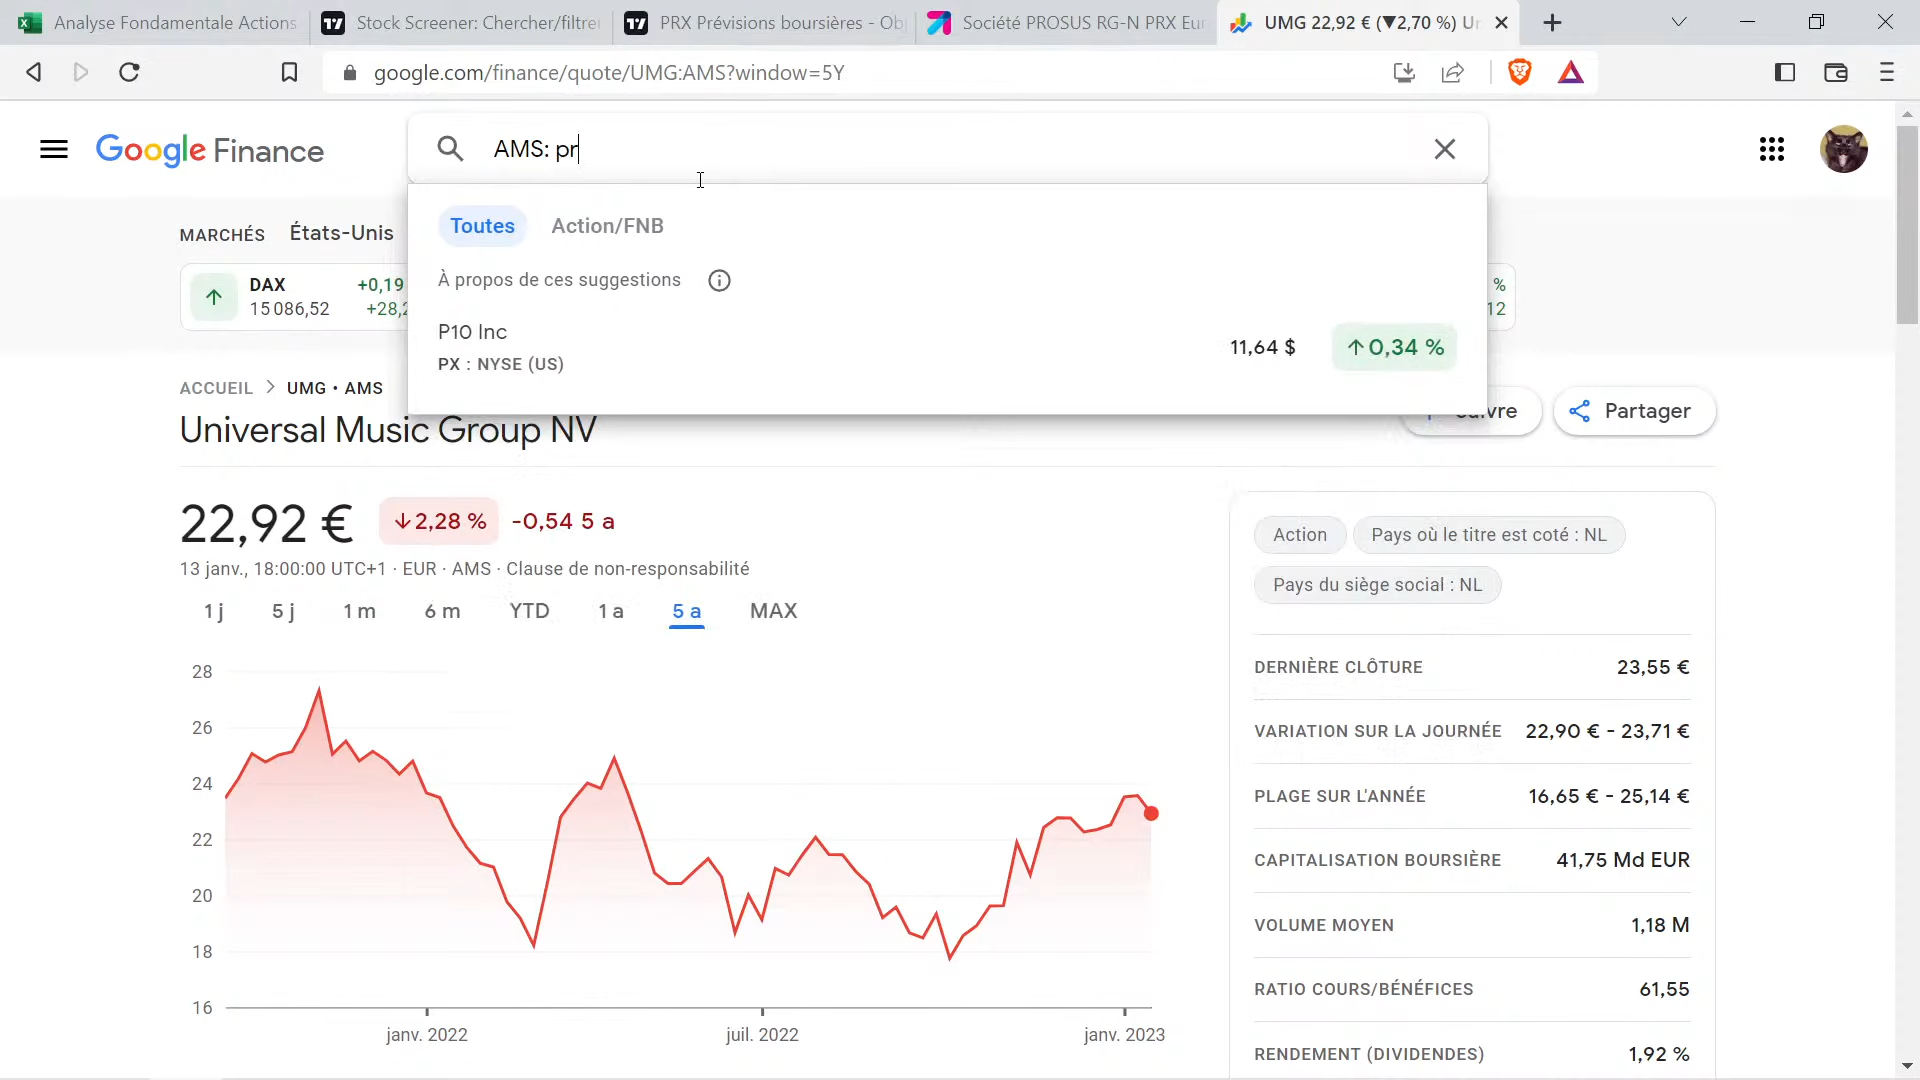 Analyse Fondamentale Actions
Stock Screener: Chercher/filtrer
PRX Prévisions boursières - Obj
Société PROSUS RG-N PRX Eur
UMG 22,92 € (▼2,70 %) Un
google.com/finance/quote/UMG:AMS?window=5Y
Google Finance
AMS: pr
Toutes
Action/FNB
À propos de ces suggestions
P10 Inc
PX : NYSE (US)
11,64 $
↑0,34 %
MARCHÉS
États-Unis
DAX
+0,19
15 086,52
+28,2
%
12
ACCUEIL > UMG • AMS
Suivre
Partager
Universal Music Group NV
22,92 €
↓2,28 %
-0,54 5 a
13 janv., 18:00:00 UTC+1 · EUR · AMS · Clause de non-responsabilité
1 j
5 j
1 m
6 m
YTD
1 a
5 a
MAX
28
26
24
22
20
18
16
janv. 2022
juil. 2022
janv. 2023
Action
Pays où le titre est coté : NL
Pays du siège social : NL
DERNIÈRE CLÔTURE
23,55 €
VARIATION SUR LA JOURNÉE
22,90 € - 23,71 €
PLAGE SUR L'ANNÉE
16,65 € - 25,14 €
CAPITALISATION BOURSIÈRE
41,75 Md EUR
VOLUME MOYEN
1,18 M
RATIO COURS/BÉNÉFICES
61,55
RENDEMENT (DIVIDENDES)
1,92 %